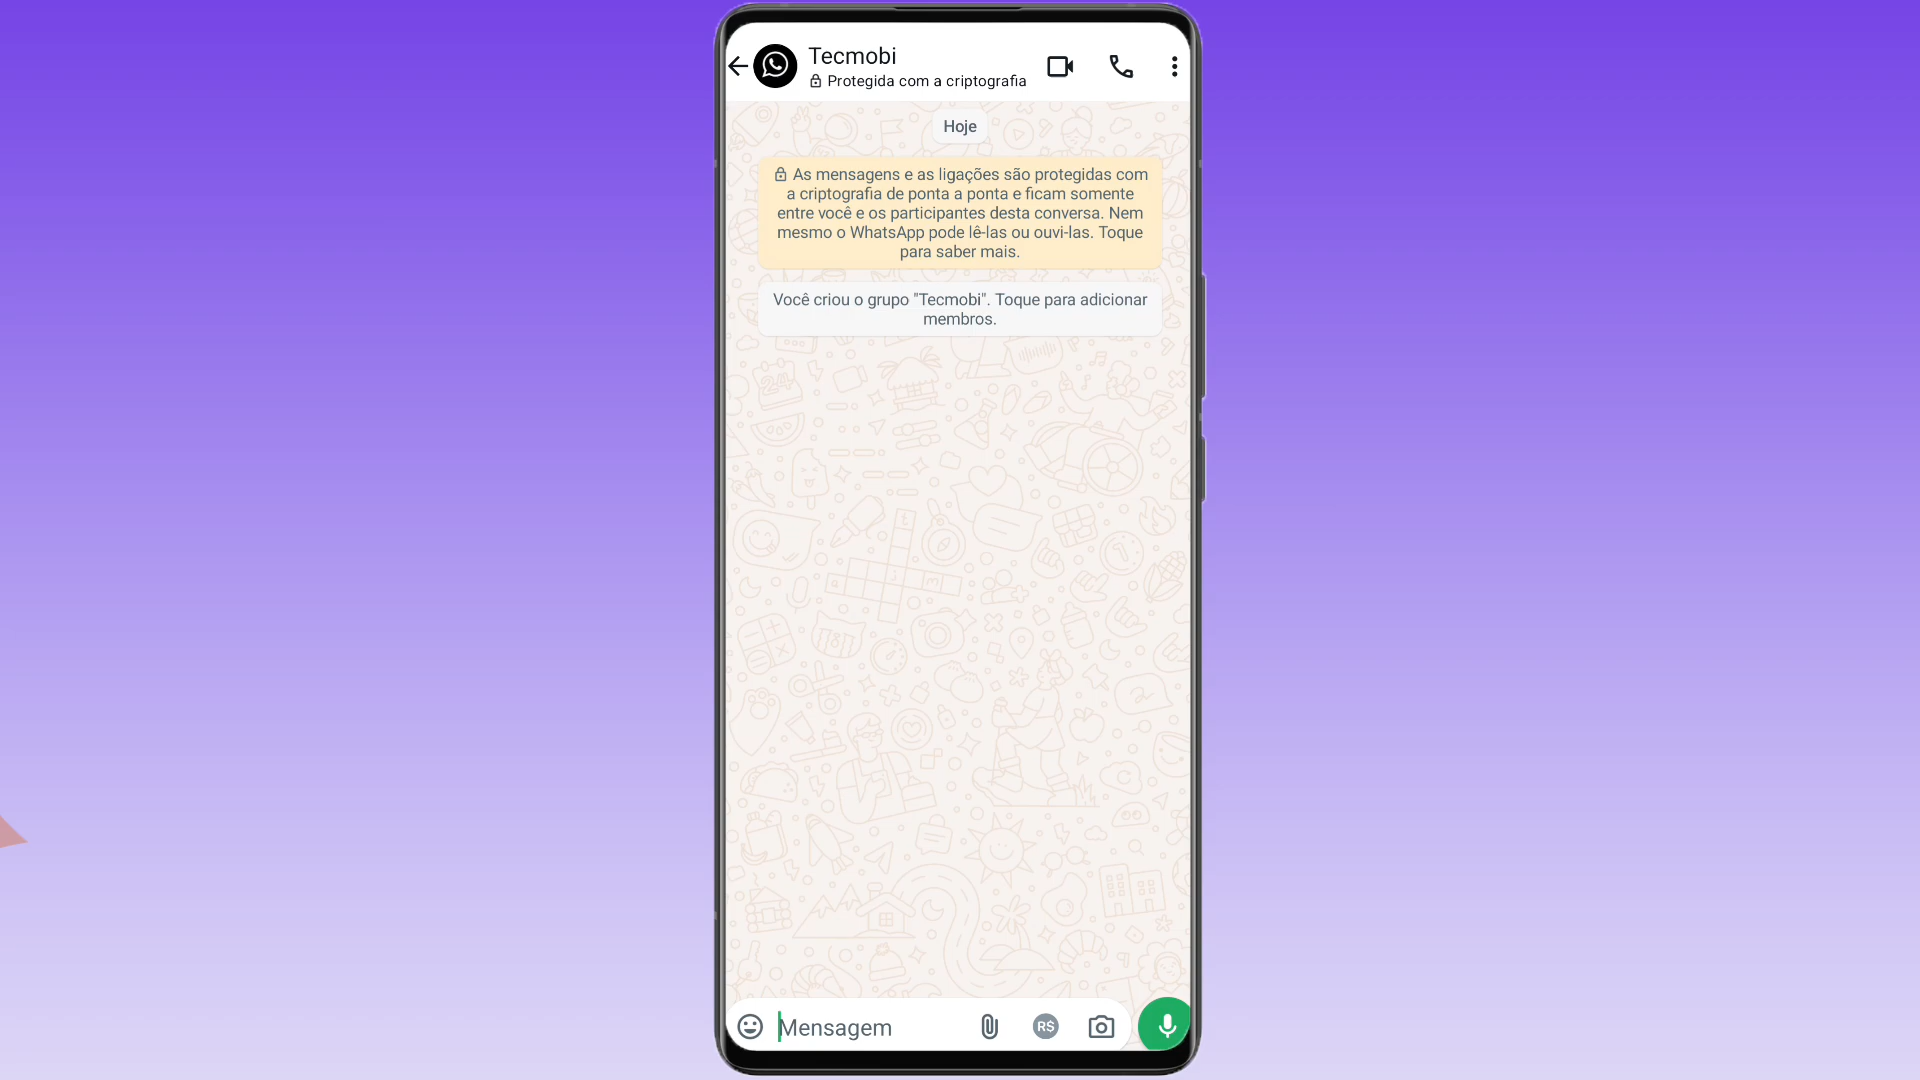 Tecmobi
Protegida com a criptografia
Hoje
As mensagens e as ligações são protegidas com
a criptografia de ponta a ponta e ficam somente
entre você e os participantes desta conversa. Nem
mesmo o WhatsApp pode lê-las ou ouvi-las. Toque
para saber mais.
Você criou o grupo "Tecmobi". Toque para adicionar
membros.
Mensagem
R$